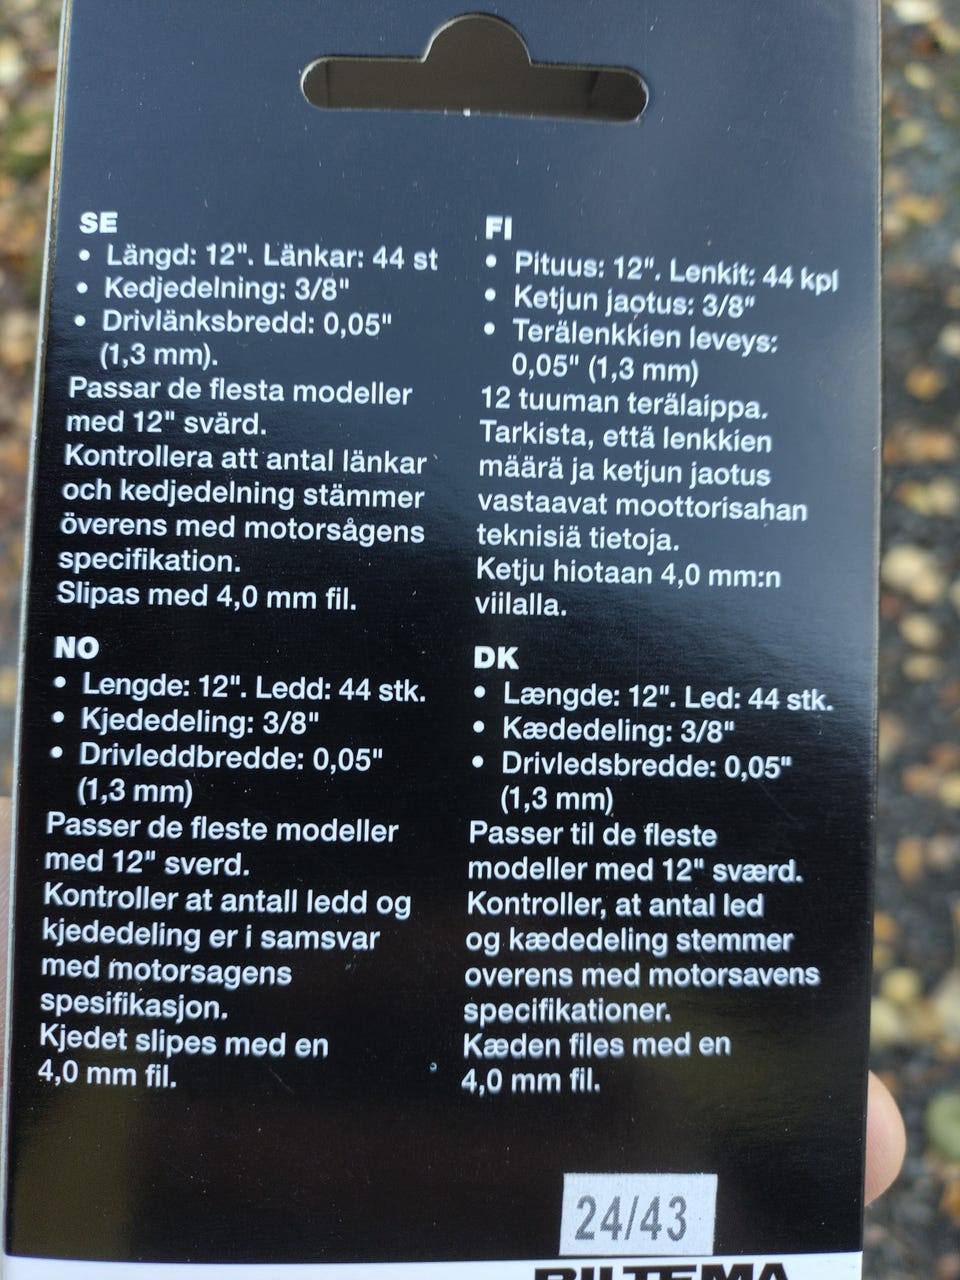 SE
• Längd: 12". Länkar: 44 st
• Kedjedelning: 3/8"
• Drivlänksbredd: 0,05"
(1,3 mm).
Passar de flesta modeller
med 12" svärd.
Kontrollera att antal länkar
och kedjedelning stämmer
överens med motorsågens
specifikation.
Slipas med 4,0 mm fil.
FI
• Pituus: 12". Lenkit: 44 kpl
• Ketjun jaotus: 3/8"
• Terälenkkien leveys:
0,05" (1,3 mm)
12 tuuman terälaippa.
Tarkista, että lenkkien
määrä ja ketjun jaotus
vastaavat moottorisahan
teknisiä tietoja.
Ketju hiotaan 4,0 mm:n
viilalla.
NO
• Lengde: 12". Ledd: 44 stk.
• Kjededeling: 3/8"
• Drivleddbredde: 0,05"
(1,3 mm)
Passer de fleste modeller
med 12" sverd.
Kontroller at antall ledd og
kjededeling er i samsvar
med motorsagens
spesifikasjon.
Kjedet slipes med en
4,0 mm fil.
DK
• Længde: 12". Led: 44 stk.
• Kædedeling: 3/8"
• Drivledsbredde: 0,05"
(1,3 mm)
Passer til de fleste
modeller med 12" sværd.
Kontroller, at antal led
og kædedeling stemmer
overens med motorsavens
specifikationer.
Kæden files med en
4,0 mm fil.
24/43
BILTEMA